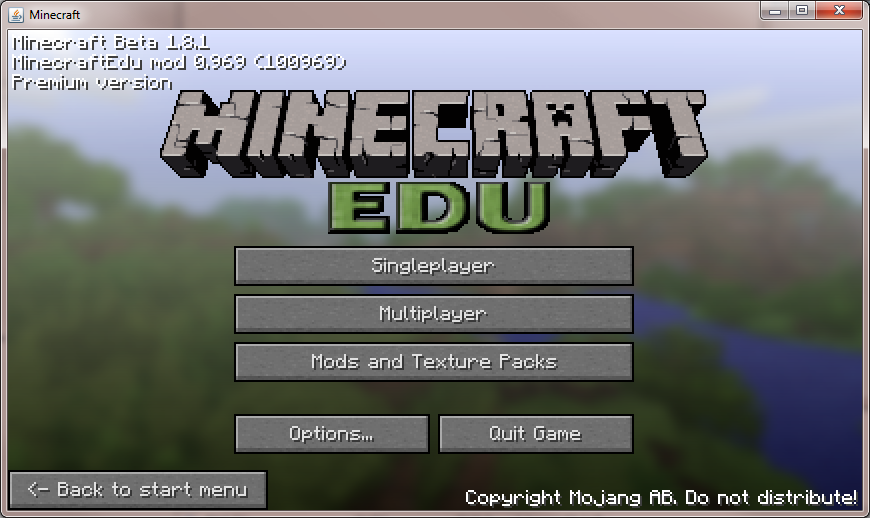 Minecraft
Minecraft Beta 1.8.1
MinecraftEdu mod 0.969 (100969)
Premium version
MINECRAFT
EDU
Singleplayer
Multiplayer
Mods and Texture Packs
Options...
Quit Game
<- Back to start menu
Copyright Mojang AB. Do not distribute!